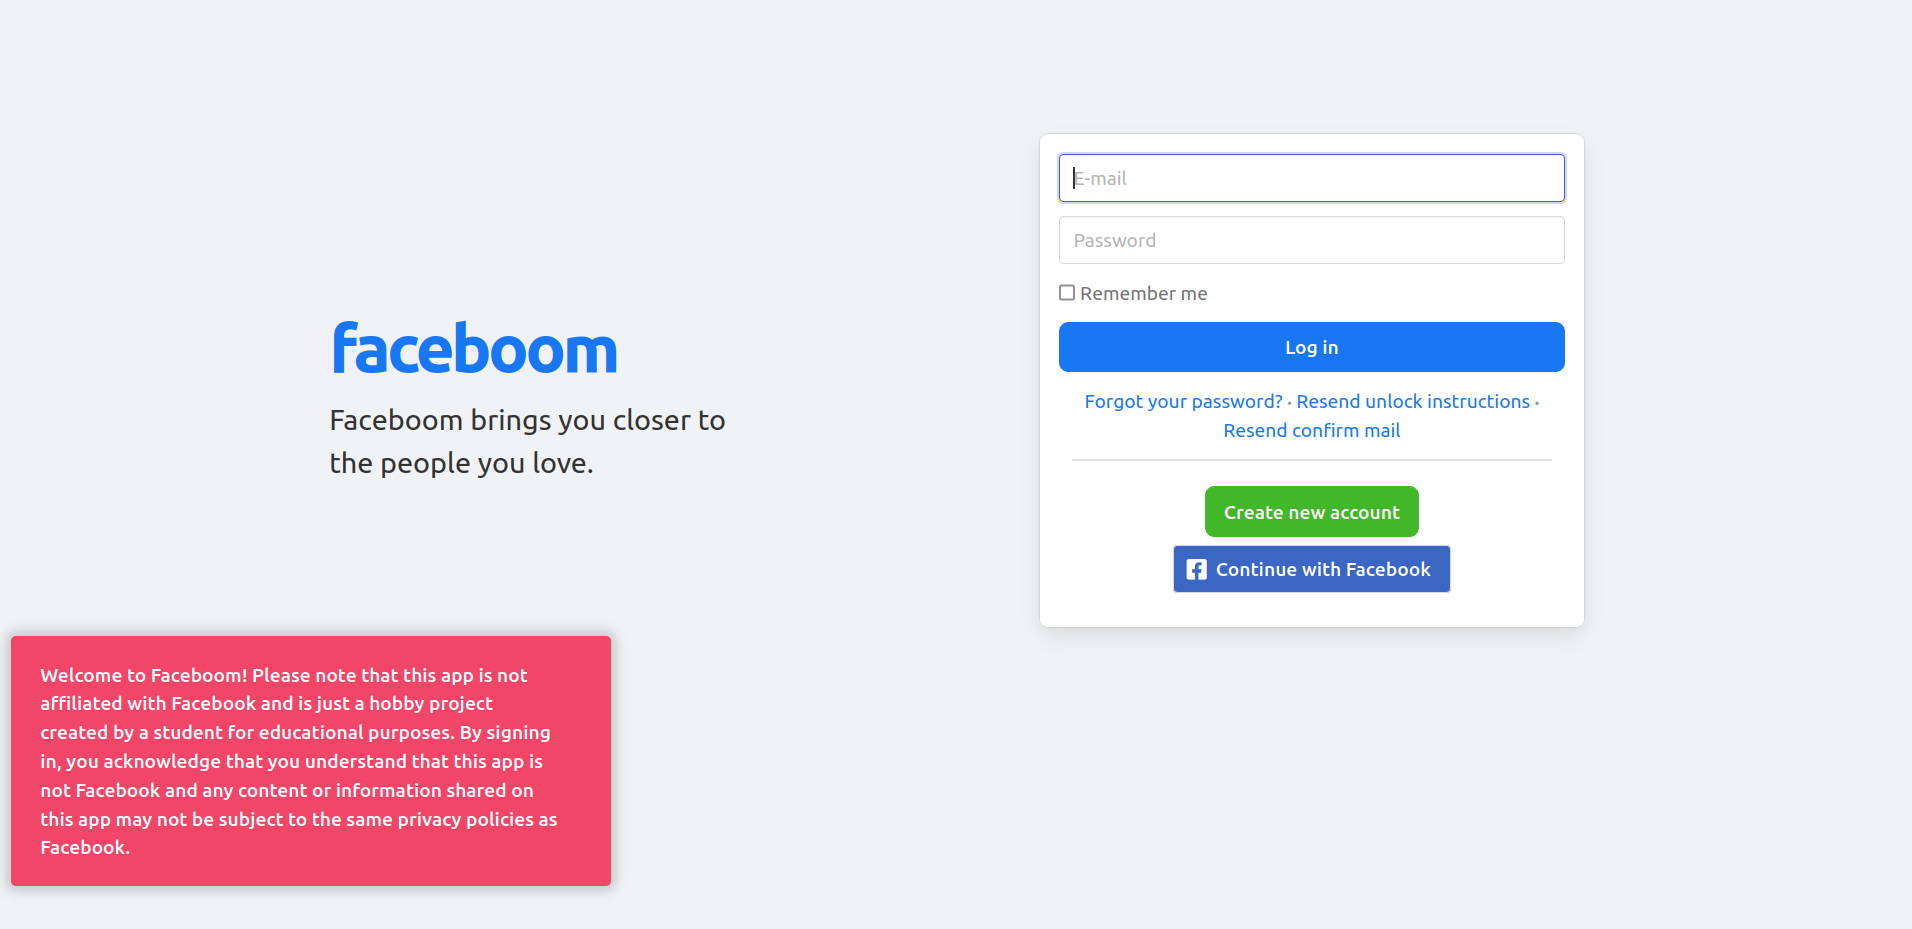 faceboom
Faceboom brings you closer to
the people you love.
E-mail
Password
Remember me
Log in
Forgot your password? · Resend unlock instructions ·
Resend confirm mail
Create new account
Continue with Facebook
Welcome to Faceboom! Please note that this app is not
affiliated with Facebook and is just a hobby project
created by a student for educational purposes. By signing
in, you acknowledge that you understand that this app is
not Facebook and any content or information shared on
this app may not be subject to the same privacy policies as
Facebook.